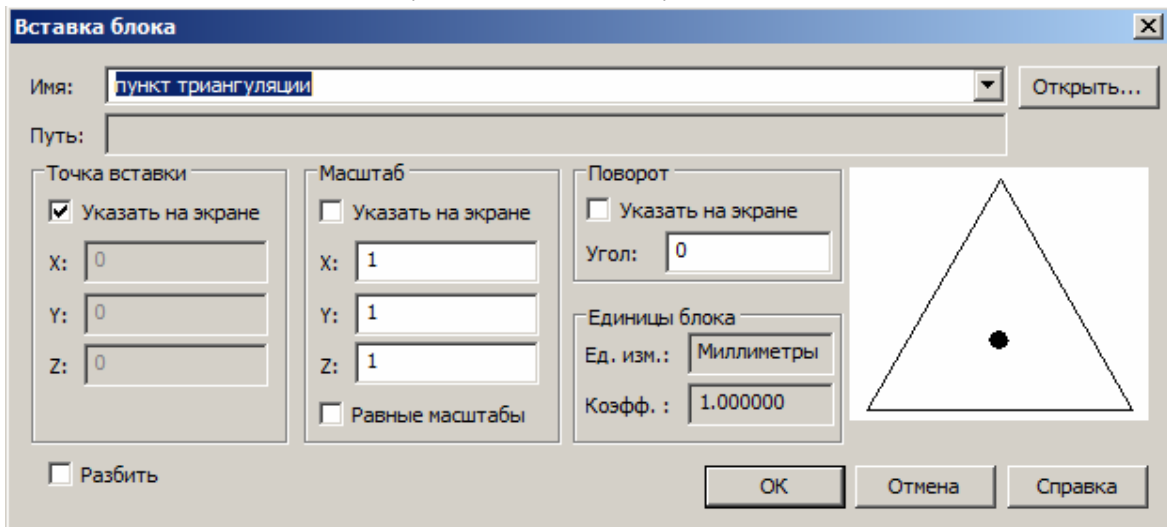 Вставка блока
Имя: пункт триангуляции Открыть...
Путь:
Точка вставки
Указать на экране
X: 0
Y: 0
Z: 0
Масштаб
Указать на экране
X: 1
Y: 1
Z: 1
Равные масштабы
Поворот
Указать на экране
Угол: 0
Единицы блока
Ед. изм.: Миллиметры
Коэфф. : 1.000000
Разбить
OK Отмена Справка